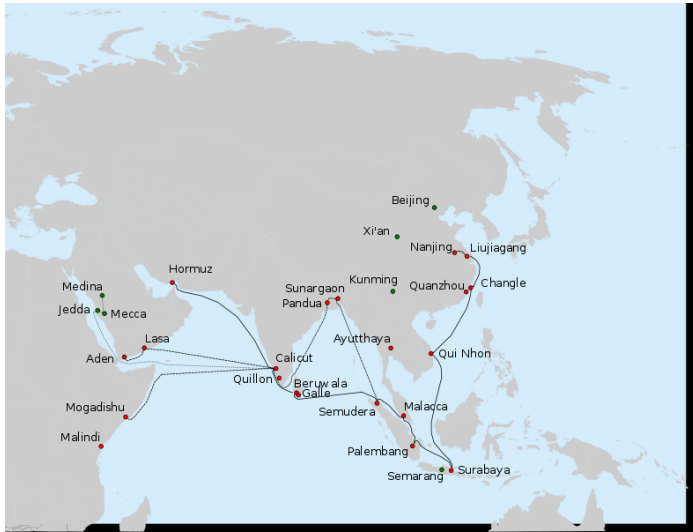 Beijing
Xi'an
Nanjing
Liujiagang
Hormuz
Medina
Sunargaon
Kunming
Quanzhou
Changle
Pandua
Jedda
Mecca
Lasa
Ayutthaya
Aden
Qui Nhon
Calicut
Quillon
Beruwala
Galle
Mogadishu
Semudera
Malacca
Malindi
Palembang
Surabaya
Semarang